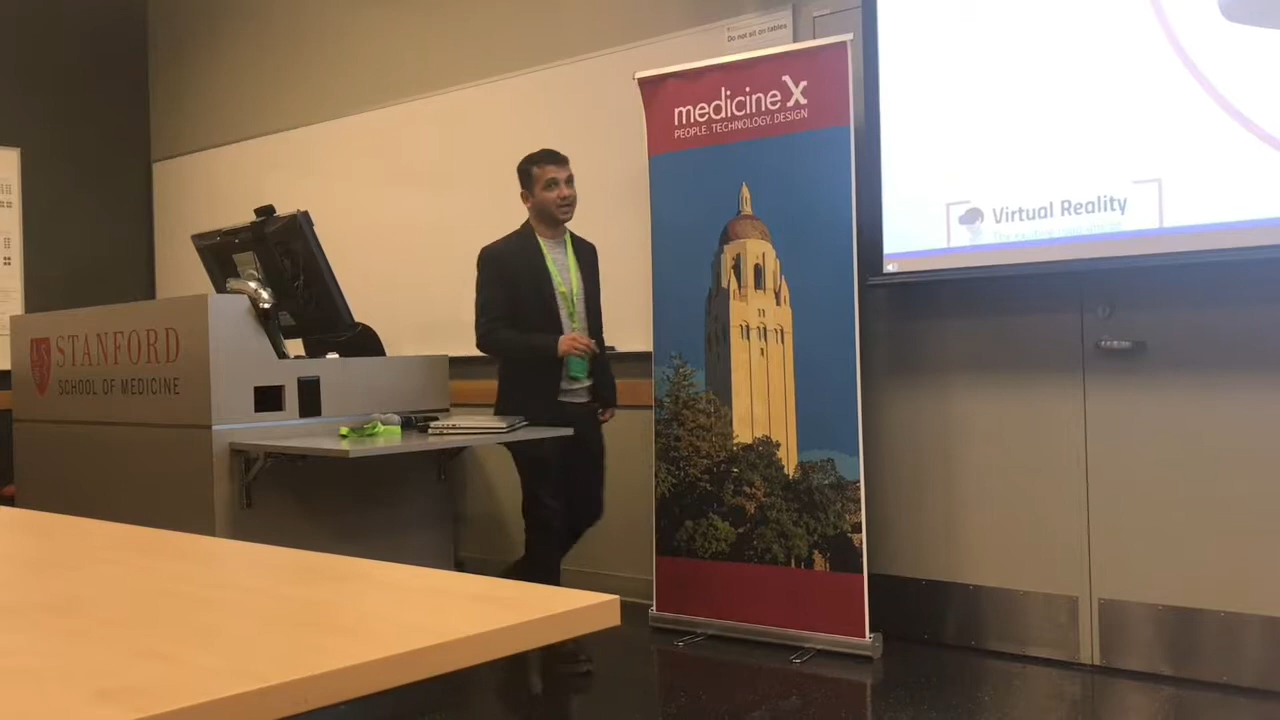 Do not sit on tables
medicine X
PEOPLE. TECHNOLOGY. DESIGN
Virtual Reality
STANFORD
SCHOOL OF MEDICINE